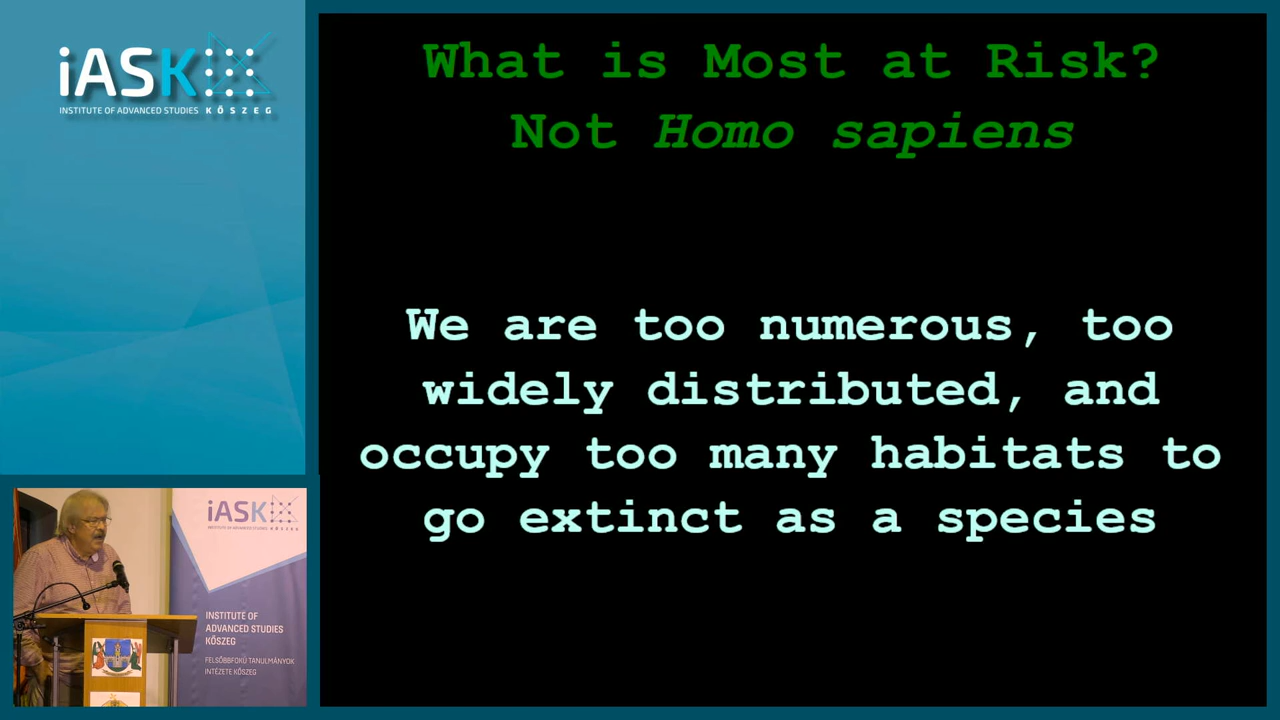 iASK
INSTITUTE OF ADVANCED STUDIES KŐSZEG
What is Most at Risk?
Not Homo sapiens
We are too numerous, too
widely distributed, and
occupy too many habitats to
go extinct as a species
iASK
INSTITUTE OF
ADVANCED STUDIES
KŐSZEG
FELSŐBBFOKÚ TANULMÁNYOK
INTÉZETE KŐSZEG